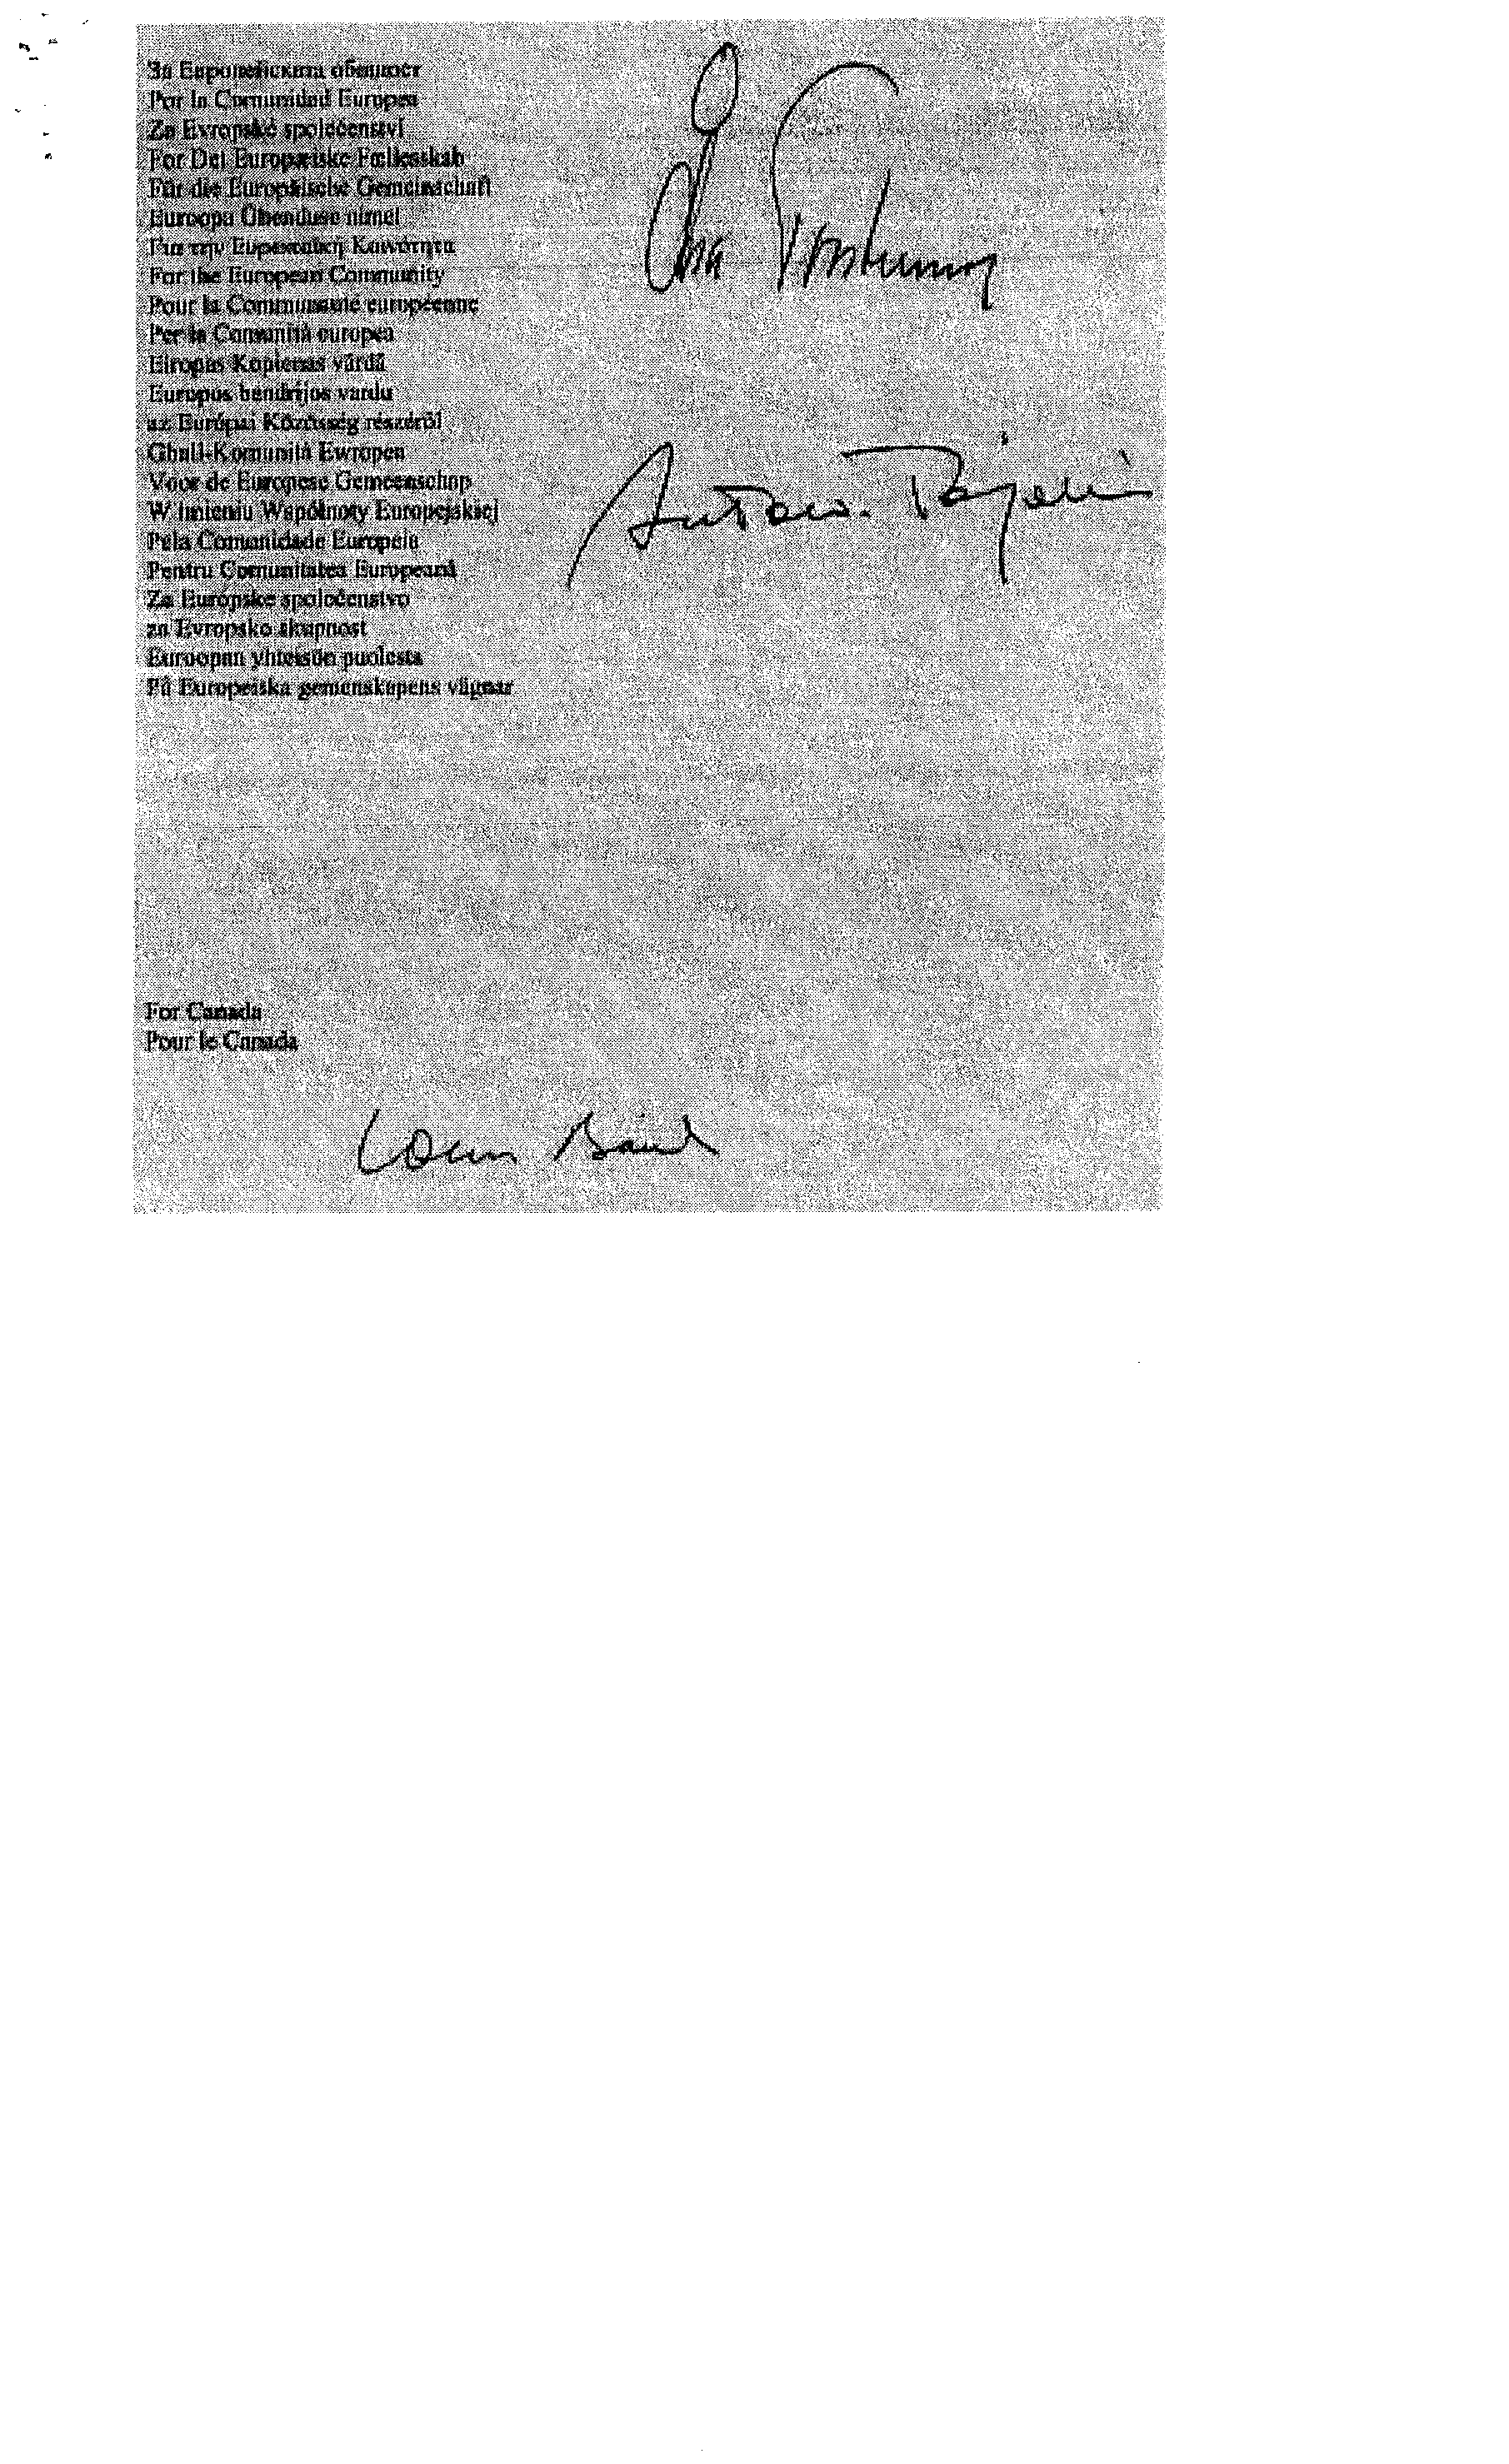 За Европейската общност
Por la Comunidad Europea
Za Evropské společenství
For Det Europæiske Fællesskab
Für die Europäische Gemeinschaft
Euroopa Ühenduse nimel
Για την Ευρωπαϊκή Κοινότητα
For the European Community
Pour la Communauté européenne
Per la Comunità europea
Eiropas Kopienas vārdā
Europos bendrijos vardu
az Európai Közösség részéről
Għall-Komunità Ewropea
Voor de Europese Gemeenschap
W imieniu Wspólnoty Europejskiej
Pela Comunidade Europeia
Pentru Comunitatea Europeană
Za Európske spoločenstvo
za Evropsko skupnost
Euroopan yhteisön puolesta
På Europeiska gemenskapens vägnar
Antonio Tajani
For Canada
Pour le Canada